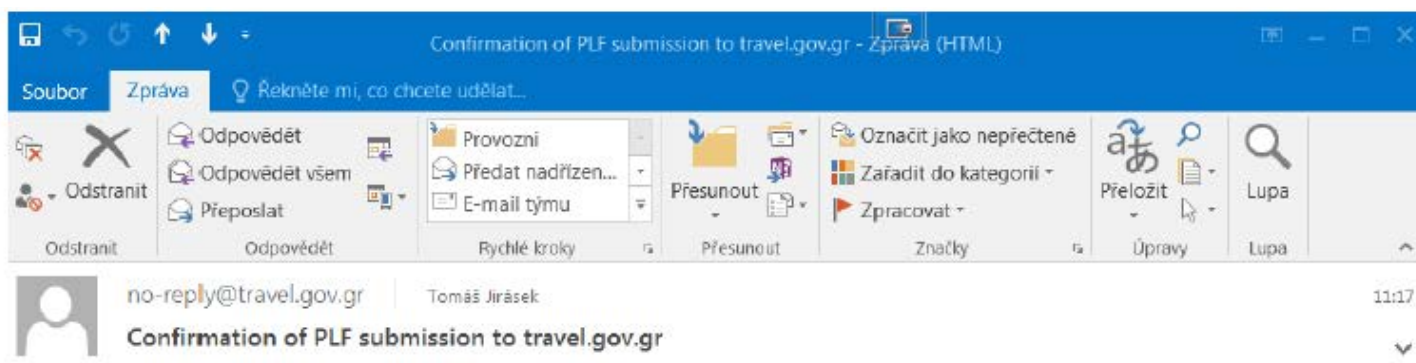 Confirmation of PLF submission to travel.gov.gr - Zpráva (HTML)
Soubor Zpráva Řekněte mi, co chcete udělat...
Odstranit
Odpovědět
Odpovědět všem
Přeposlat
Provozní
Předat nadřízen...
E-mail týmu
Přesunout
Označit jako nepřečtené
Zařadit do kategorií
Zpracovat
Přeložit
Lupa
Odstranit Odpovědět Rychlé kroky Přesunout Značky Úpravy Lupa
no-reply@travel.gov.gr Tomáš Jirásek 11:17
Confirmation of PLF submission to travel.gov.gr